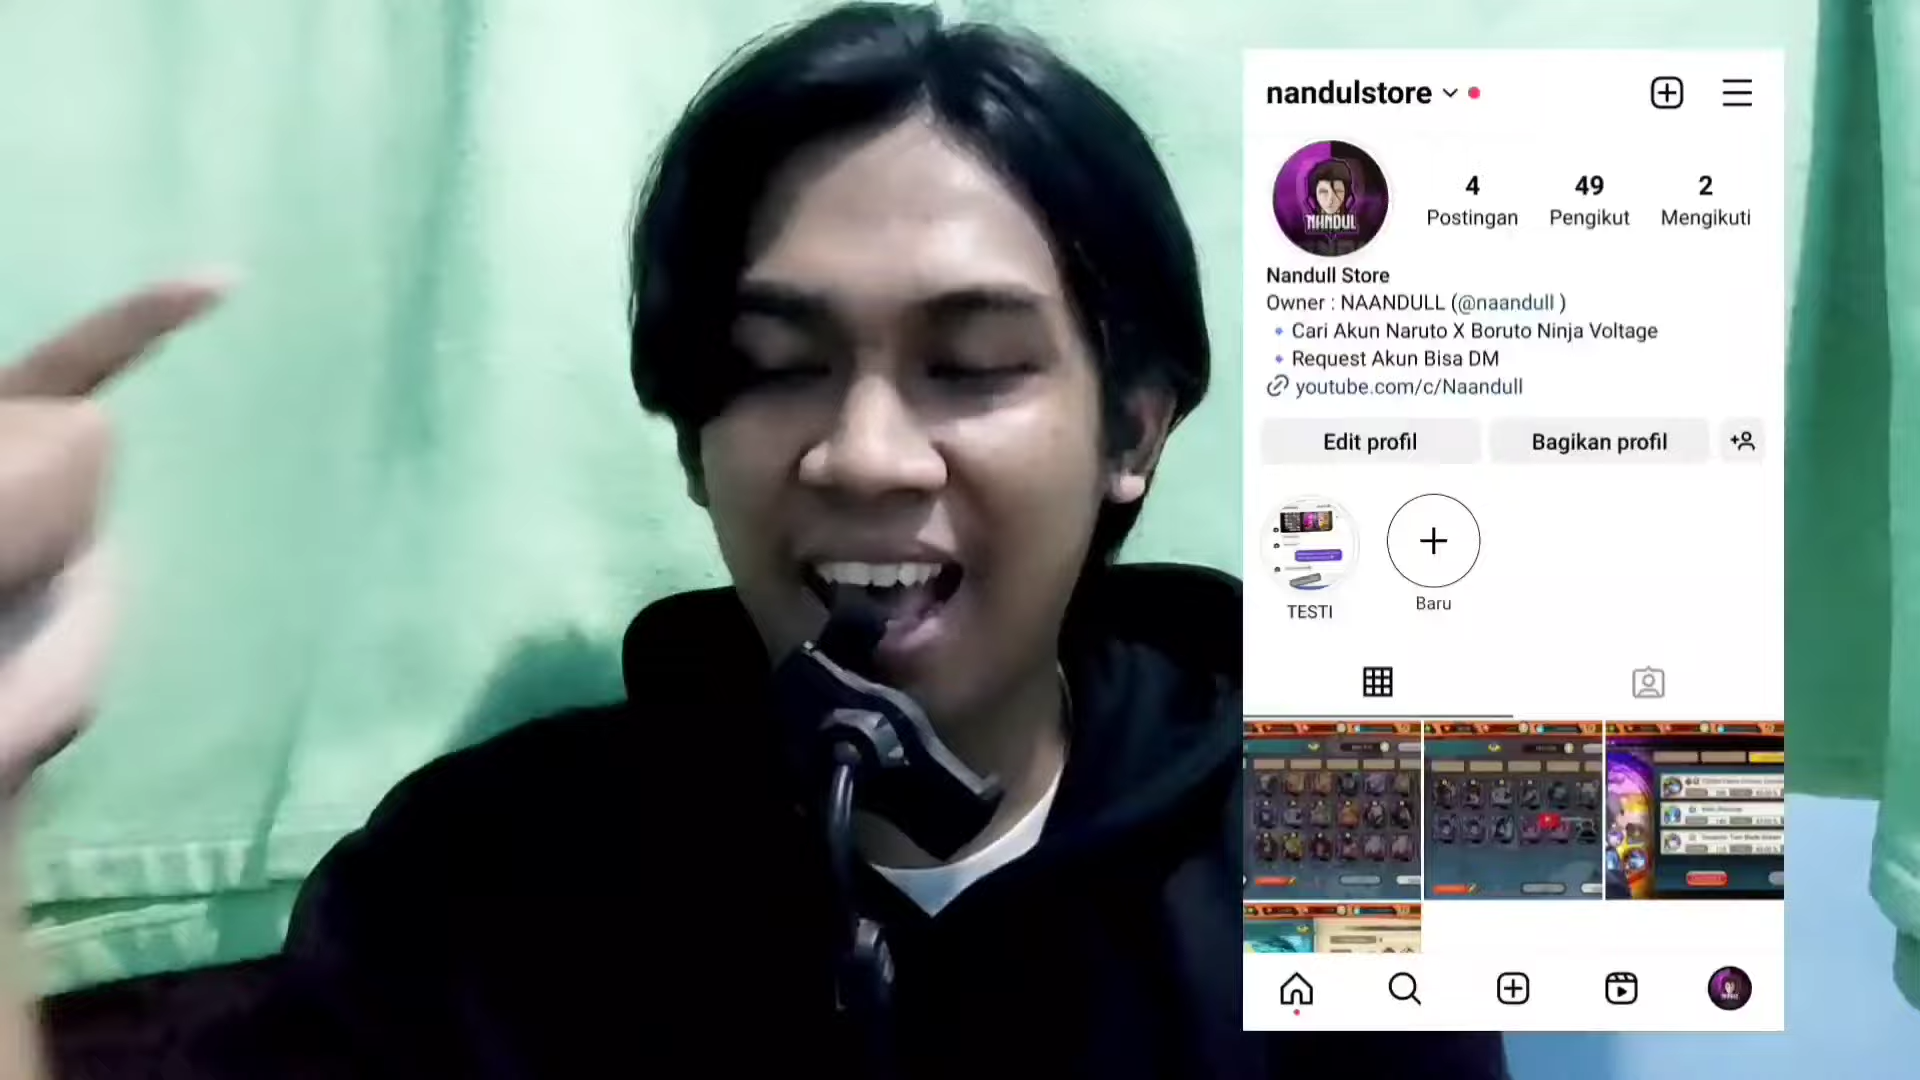 nandulstore
NANDUL
4
Postingan
49
Pengikut
2
Mengikuti
Nandull Store
Owner : NAANDULL (@naandull )
Cari Akun Naruto X Boruto Ninja Voltage
Request Akun Bisa DM
youtube.com/c/Naandull
Edit profil
Bagikan profil
TESTI
Baru